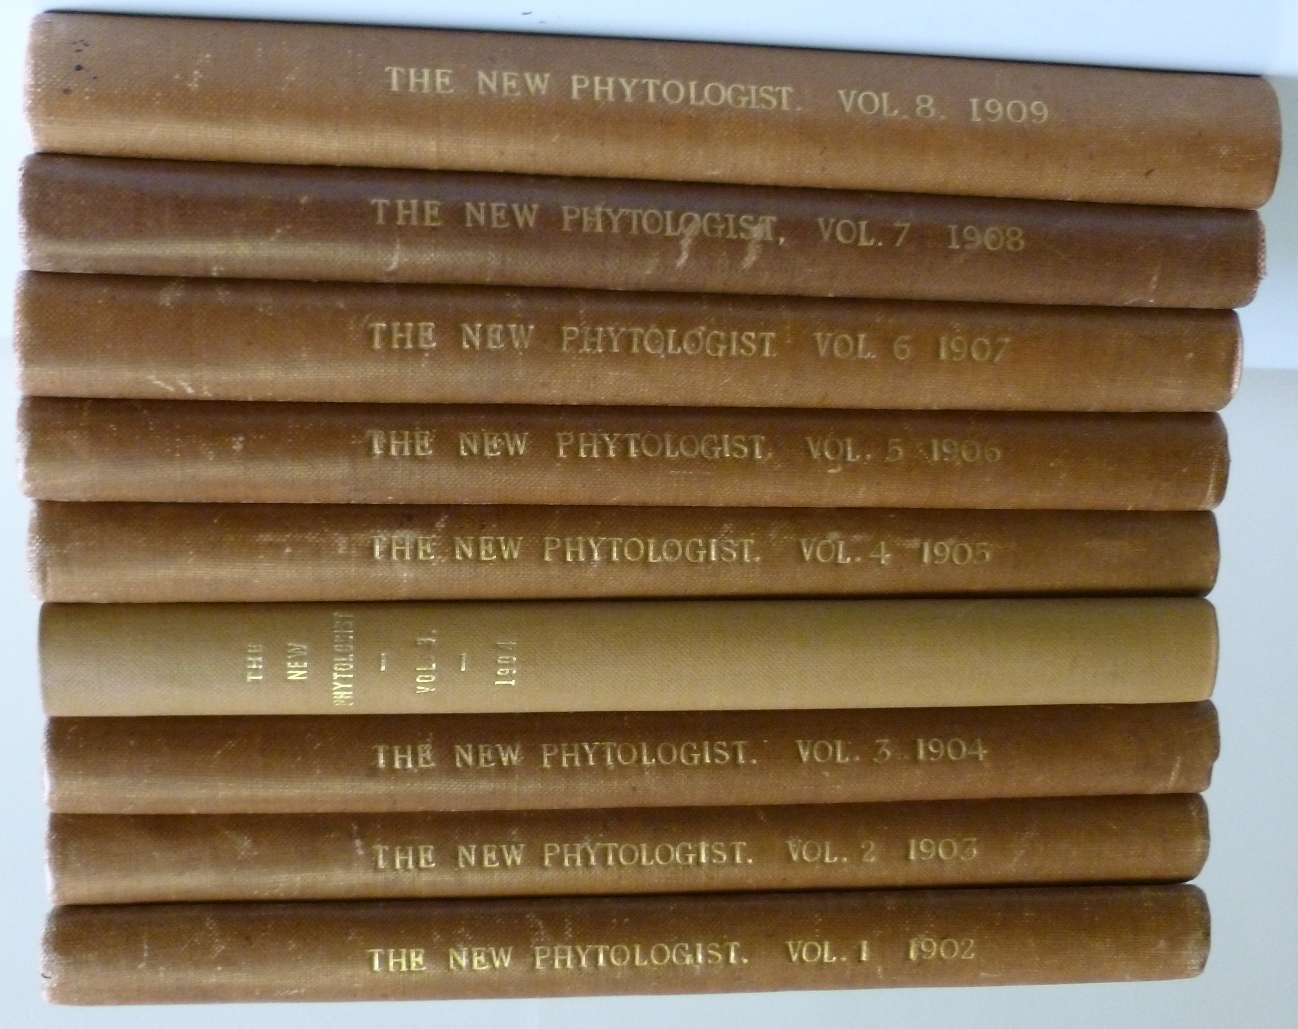 THE NEW PHYTOLOGIST. VOL. 8. 1909
THE NEW PHYTOLOGIST, VOL. 7 1908
THE NEW PHYTOLOGIST VOL. 6 1907
THE NEW PHYTOLOGIST. VOL. 5 1906
THE NEW PHYTOLOGIST. VOL. 4 1905
THE
NEW
PHYTOLOGIST
—
VOL. 3.
—
1904
THE NEW PHYTOLOGIST. VOL. 3. 1904
THE NEW PHYTOLOGIST. VOL. 2 1903
THE NEW PHYTOLOGIST. VOL. 1 1902